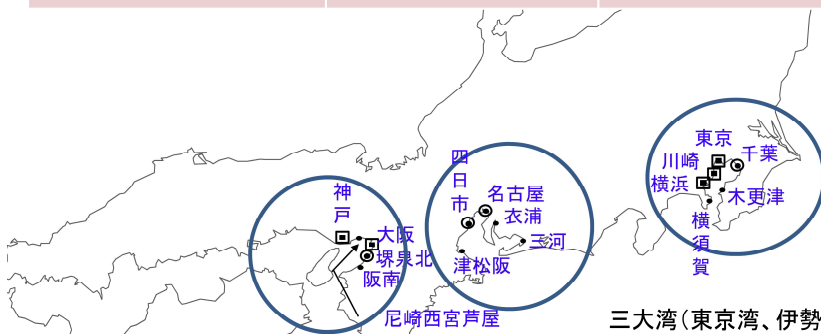 東京
千葉
川崎
横浜
木更津
横須賀
四日市
名古屋
衣浦
三河
津松阪
神戸
大阪
堺泉北
阪南
尼崎西宮芦屋
三大湾（東京湾、伊勢